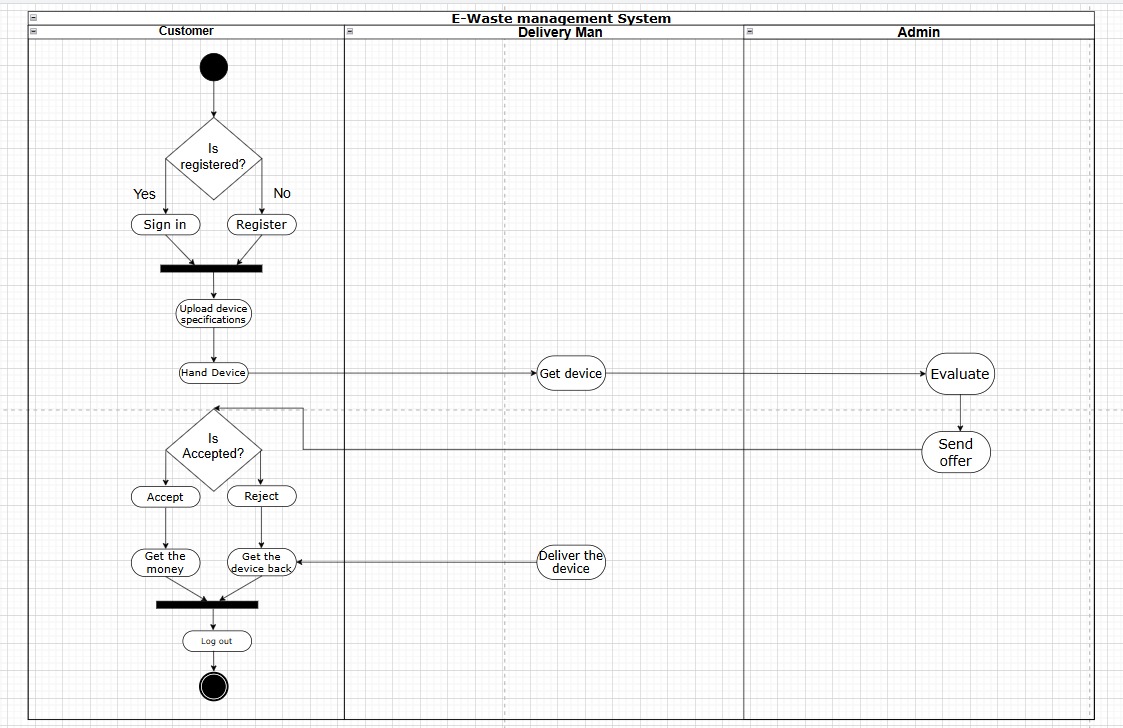 E-Waste management System
Customer
Delivery Man
Admin
Is
registered?
Yes
No
Sign in
Register
Upload device
specifications
Hand Device
Get device
Evaluate
Is
Accepted?
Send
offer
Accept
Reject
Get the
money
Get the
device back
Deliver the
device
Log out